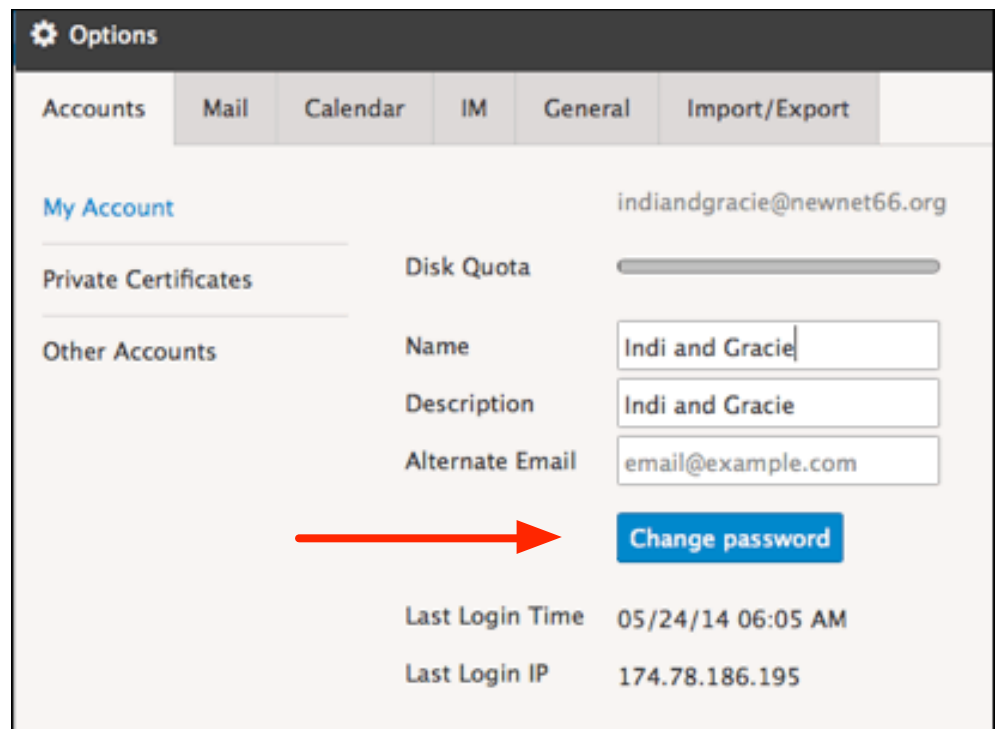 Options
Accounts Mail Calendar IM General Import/Export
My Account
indiandgracie@newnet66.org
Private Certificates
Disk Quota
Other Accounts
Name Indi and Gracie
Description Indi and Gracie
Alternate Email email@example.com
Change password
Last Login Time 05/24/14 06:05 AM
Last Login IP 174.78.186.195